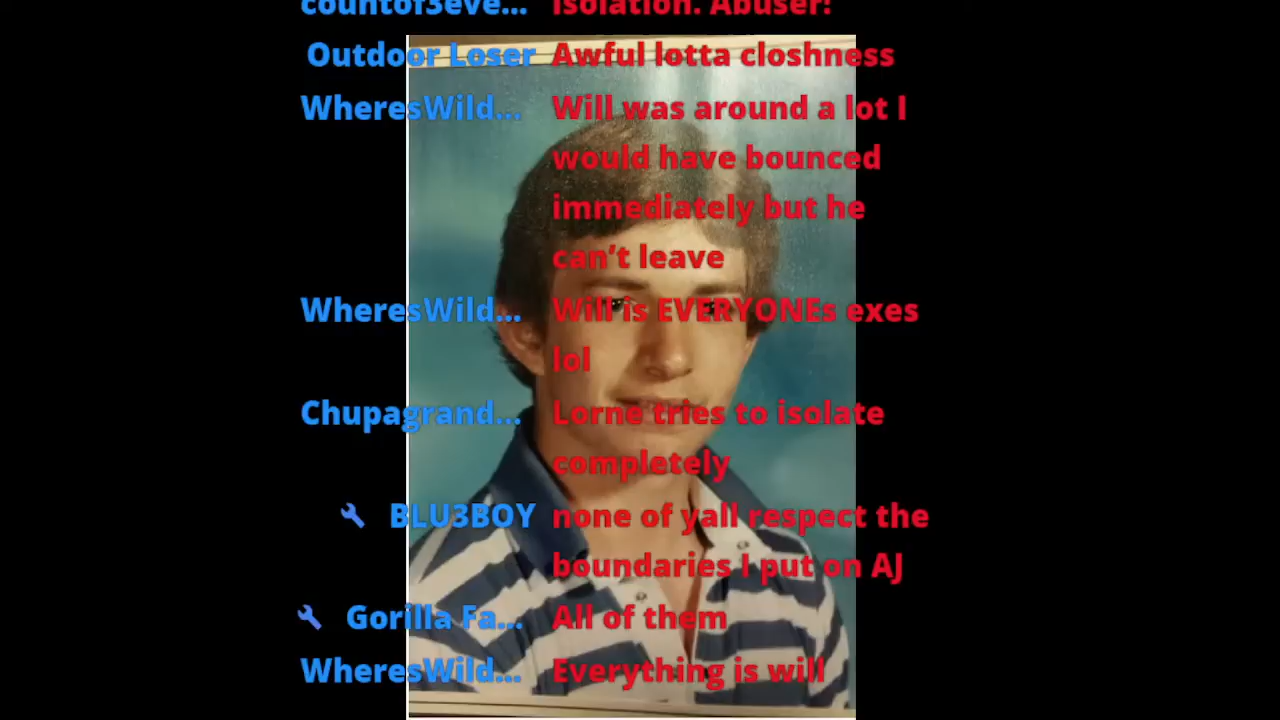 countof3eve... Isolation. Abuser!
Outdoor Loser Awful lotta closhness
WheresWild... Will was around a lot I
would have bounced
immediately but he
can’t leave
WheresWild... Will is EVERYONEs exes
lol
Chupagrand... Lorne tries to isolate
completely
BLU3BOY none of yall respect the
boundaries I put on AJ
Gorilla Fa... All of them
WheresWild... Everything is will